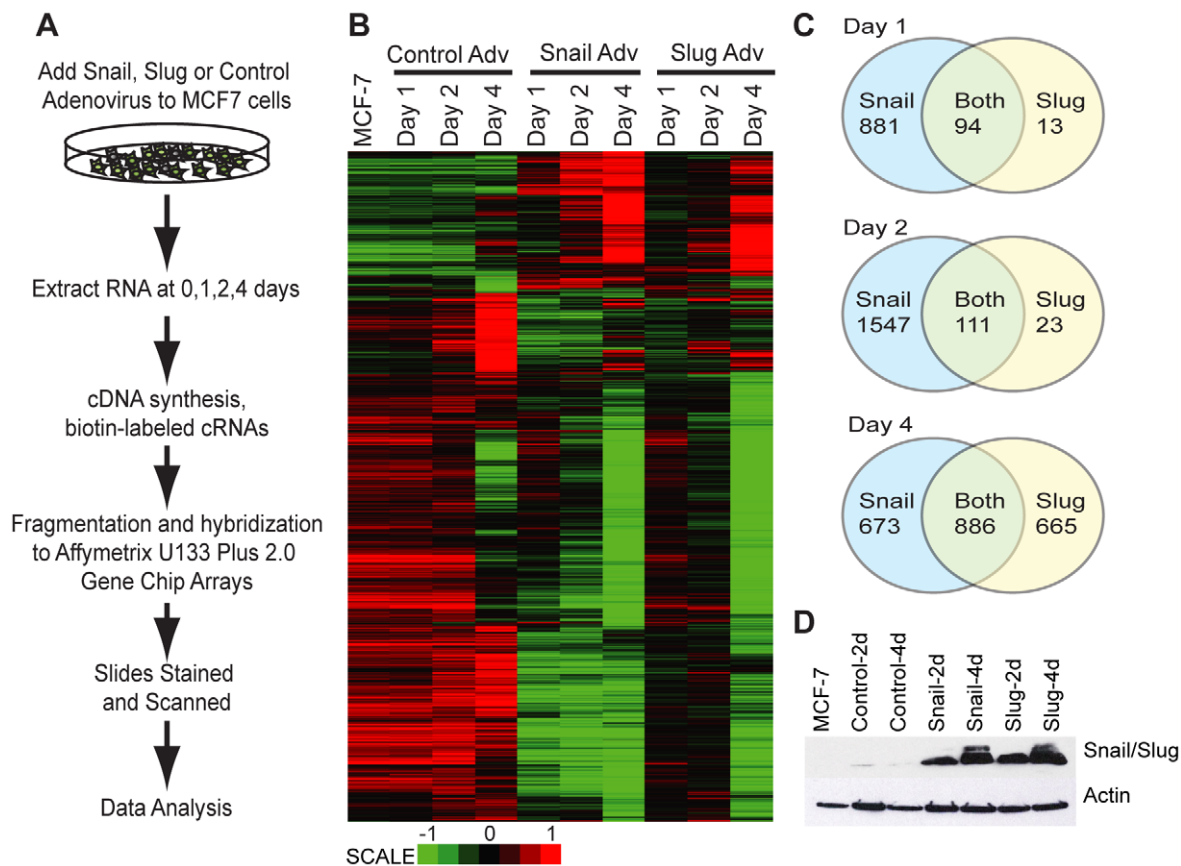 A
Add Snail, Slug or Control
Adenovirus to MCF7 cells
Extract RNA at 0,1,2,4 days
cDNA synthesis,
biotin-labeled cRNAs
Fragmentation and hybridization
to Affymetrix U133 Plus 2.0
Gene Chip Arrays
Slides Stained
and Scanned
Data Analysis
B
Control Adv
Snail Adv
Slug Adv
MCF-7
Day 1
Day 2
Day 4
Day 1
Day 2
Day 4
Day 1
Day 2
Day 4
-1 0 1
SCALE
C
Day 1
Snail Both Slug
881 94 13
Day 2
Snail Both Slug
1547 111 23
Day 4
Snail Both Slug
673 886 665
D
MCF-7
Control-2d
Control-4d
Snail-2d
Snail-4d
Slug-2d
Slug-4d
Snail/Slug
Actin